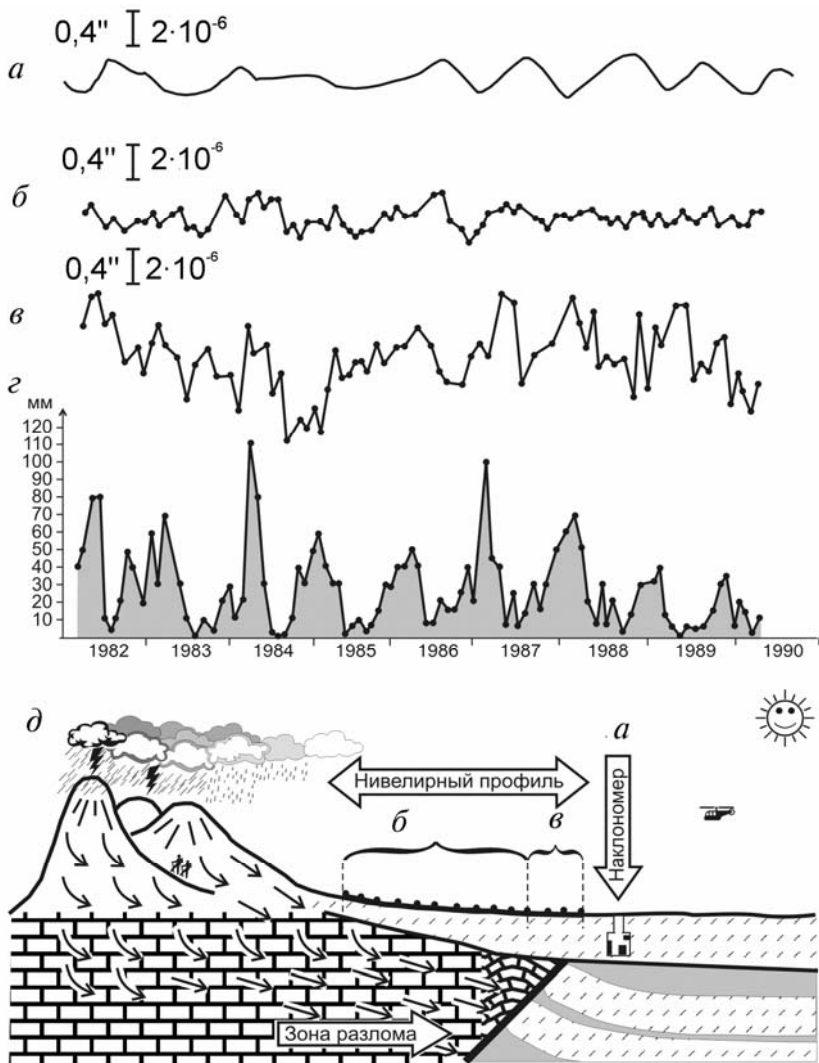 0,4" 2·10⁻⁶
а
0,4" 2·10⁻⁶
б
0,4" 2·10⁻⁶
в
г
мм
120
110
100
90
80
70
60
50
40
30
20
10
1982 1983 1984 1985 1986 1987 1988 1989 1990
д
а
Нивелирный профиль
б в
Наклономер
Зона разлома